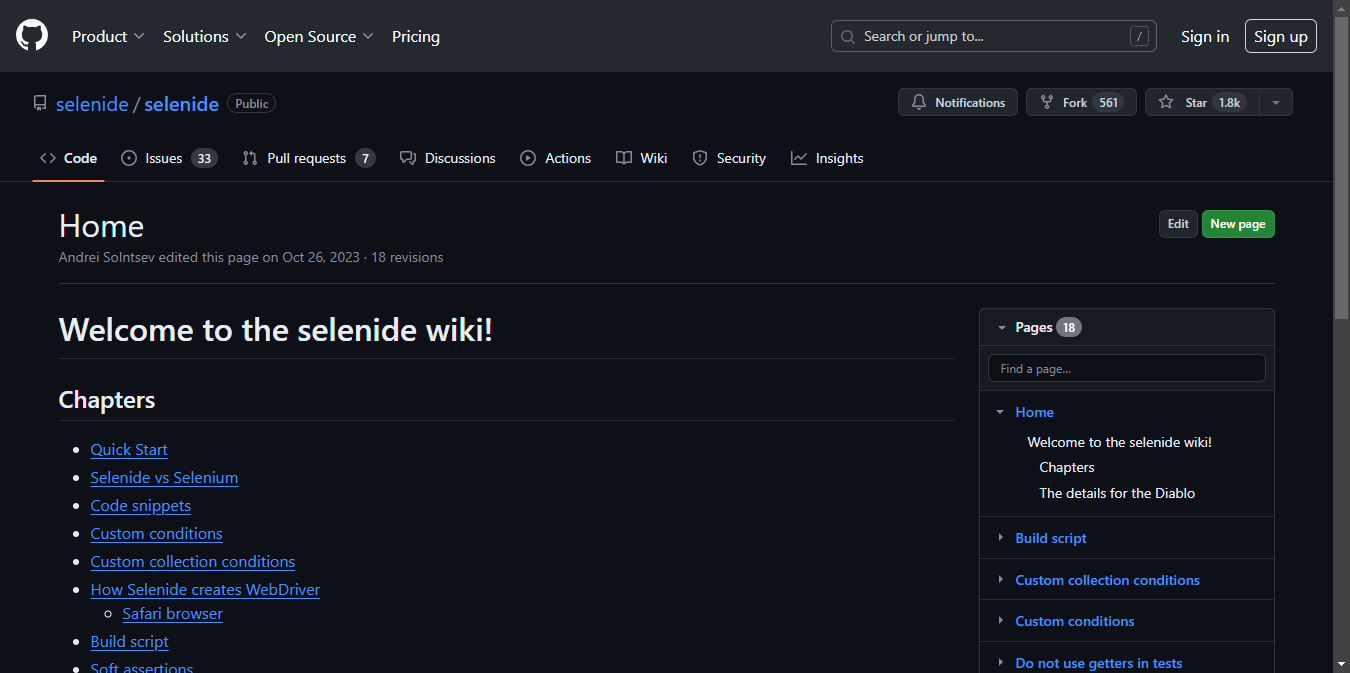 Product Solutions Open Source Pricing Search or jump to... / Sign in Sign up
selenide / selenide Public Notifications Fork 561 Star 1.8k
Code Issues 33 Pull requests 7 Discussions Actions Wiki Security Insights
Home Edit New page
Andrei Solntsev edited this page on Oct 26, 2023 · 18 revisions
Welcome to the selenide wiki!
Chapters
Quick Start
Selenide vs Selenium
Code snippets
Custom conditions
Custom collection conditions
How Selenide creates WebDriver
Safari browser
Build script
Soft assertions
Pages 18
Find a page...
Home
Welcome to the selenide wiki!
Chapters
The details for the Diablo
Build script
Custom collection conditions
Custom conditions
Do not use getters in tests